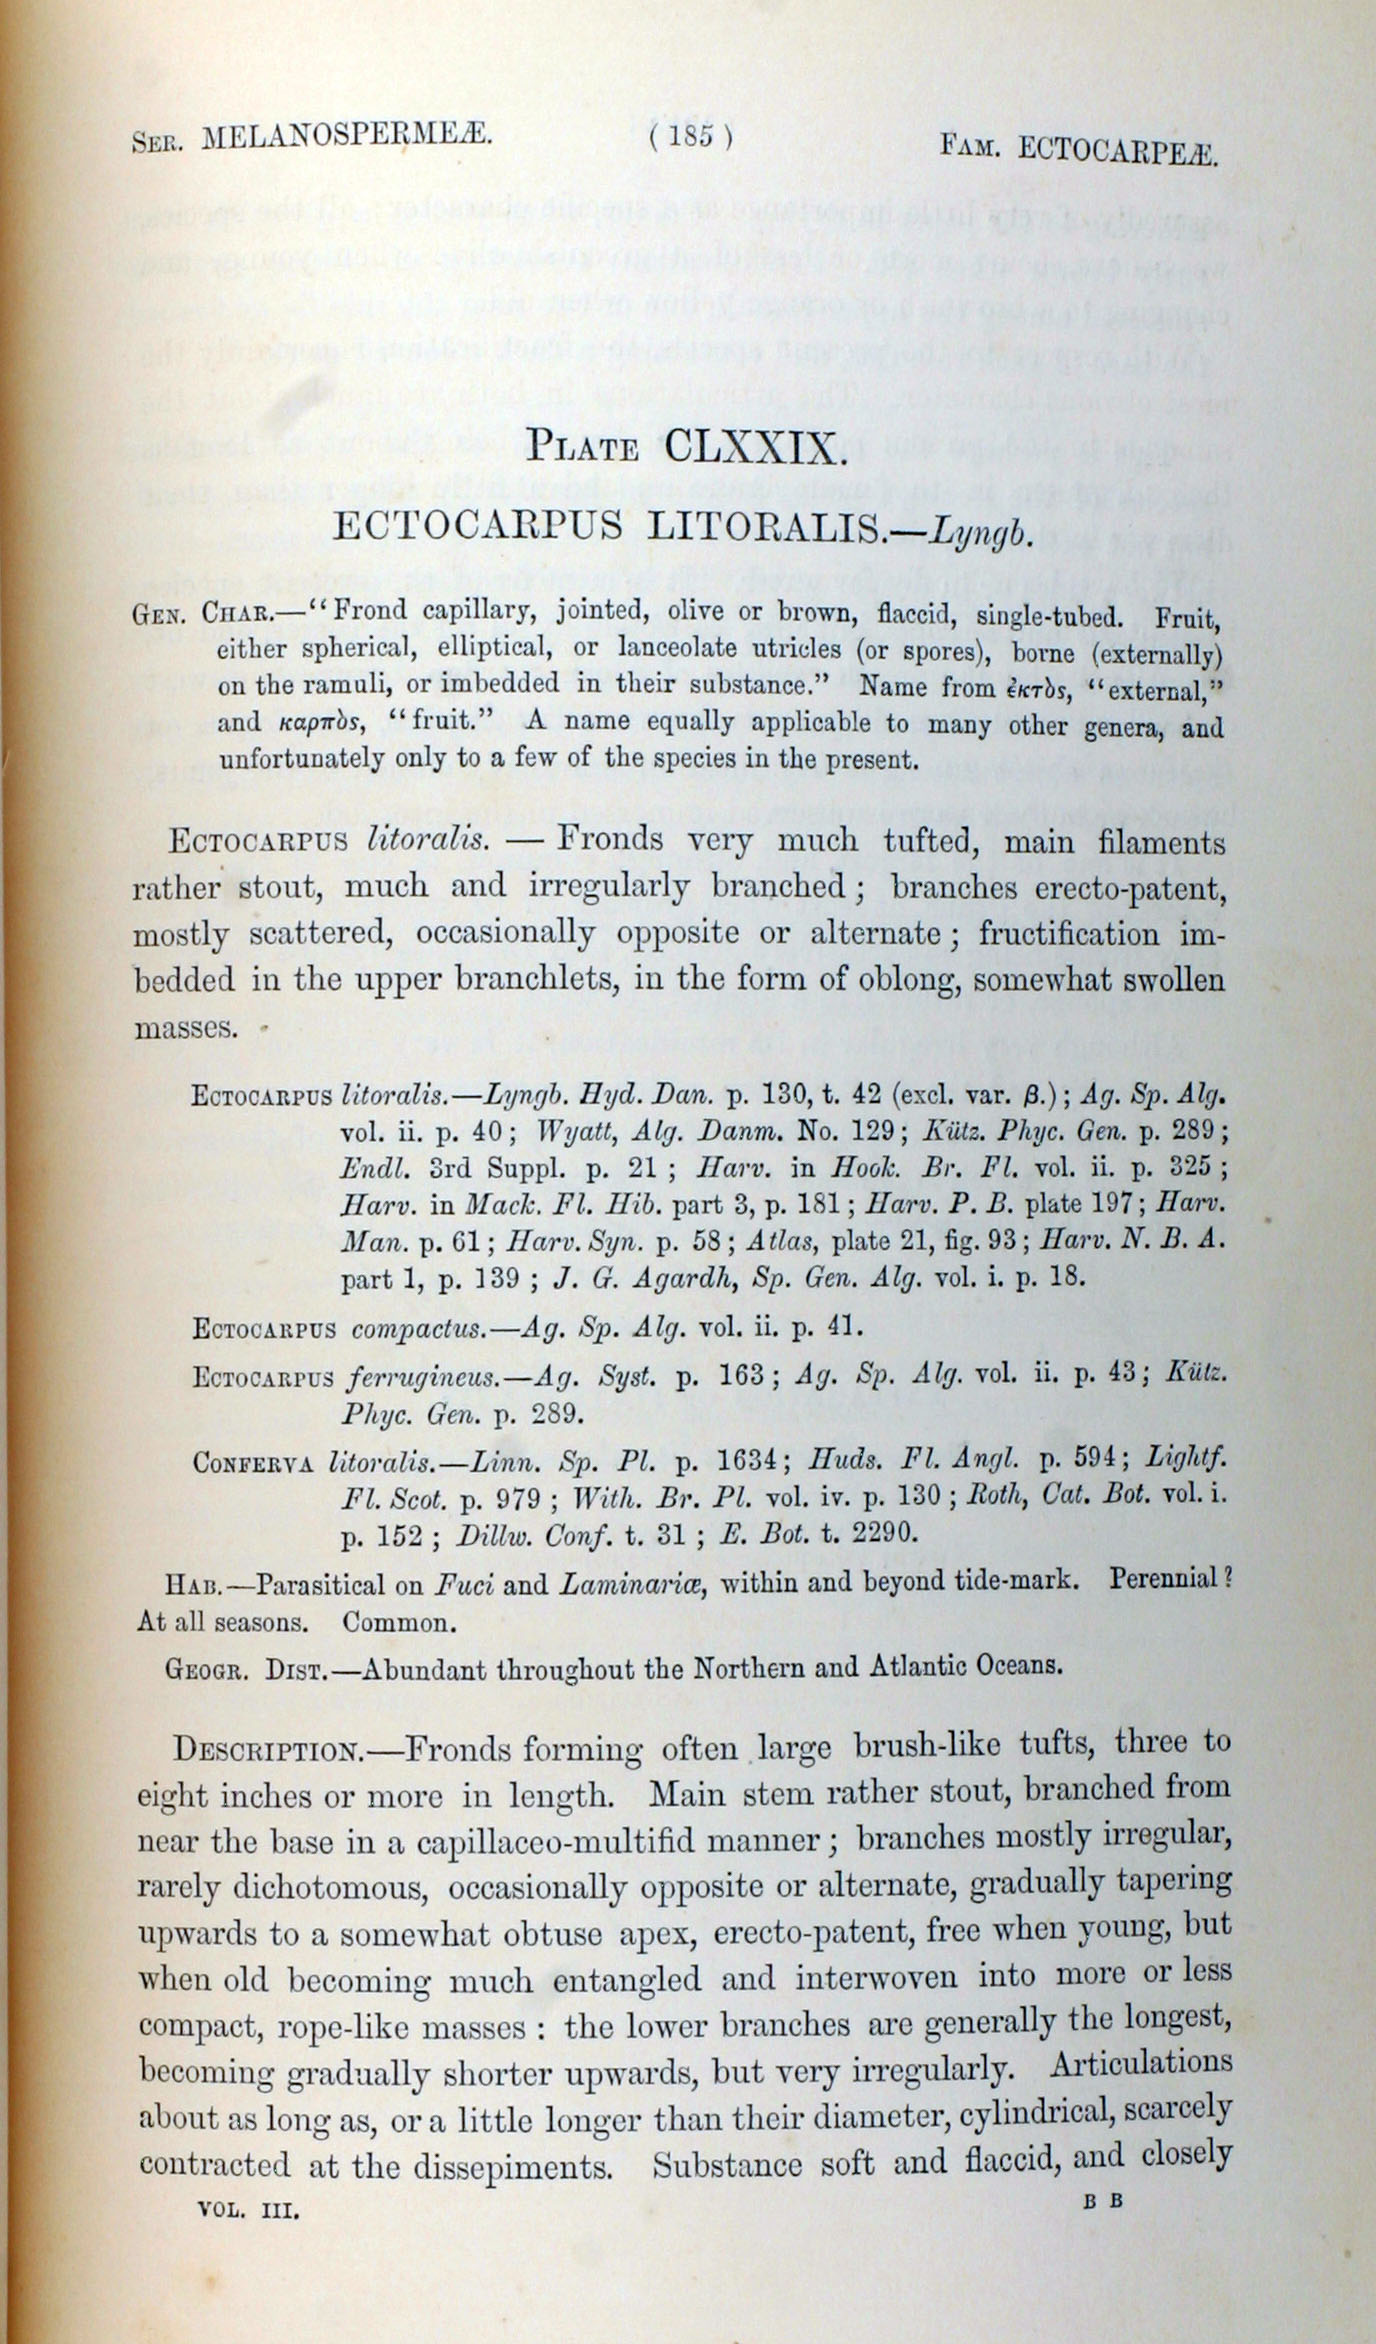 Ser. MELANOSPERMEÆ. ( 185 ) Fam. ECTOCARPEÆ.
Plate CLXXIX.
ECTOCARPUS LITORALIS.—Lyngb.
Gen. Char.—“Frond capillary, jointed, olive or brown, flaccid, single-tubed. Fruit,
either spherical, elliptical, or lanceolate utricles (or spores), borne (externally)
on the ramuli, or imbedded in their substance.” Name from ἐκτὸς, “external,”
and καρπὸς, “fruit.” A name equally applicable to many other genera, and
unfortunately only to a few of the species in the present.
Ectocarpus litoralis. — Fronds very much tufted, main filaments
rather stout, much and irregularly branched ; branches erecto-patent,
mostly scattered, occasionally opposite or alternate ; fructification im-
bedded in the upper branchlets, in the form of oblong, somewhat swollen
masses.
Ectocarpus litoralis.—Lyngb. Hyd. Dan. p. 130, t. 42 (excl. var. β.) ; Ag. Sp. Alg.
vol. ii. p. 40 ; Wyatt, Alg. Danm. No. 129 ; Kütz. Phyc. Gen. p. 289 ;
Endl. 3rd Suppl. p. 21 ; Harv. in Hook. Br. Fl. vol. ii. p. 325 ;
Harv. in Mack. Fl. Hib. part 3, p. 181 ; Harv. P. B. plate 197 ; Harv.
Man. p. 61 ; Harv. Syn. p. 58 ; Atlas, plate 21, fig. 93 ; Harv. N. B. A.
part 1, p. 139 ; J. G. Agardh, Sp. Gen. Alg. vol. i. p. 18.
Ectocarpus compactus.—Ag. Sp. Alg. vol. ii. p. 41.
Ectocarpus ferrugineus.—Ag. Syst. p. 163 ; Ag. Sp. Alg. vol. ii. p. 43 ; Kütz.
Phyc. Gen. p. 289.
Conferva litoralis.—Linn. Sp. Pl. p. 1634 ; Huds. Fl. Angl. p. 594 ; Lightf.
Fl. Scot. p. 979 ; With. Br. Pl. vol. iv. p. 130 ; Roth, Cat. Bot. vol. i.
p. 152 ; Dillw. Conf. t. 31 ; E. Bot. t. 2290.
Hab.—Parasitical on Fuci and Laminariæ, within and beyond tide-mark. Perennial ?
At all seasons. Common.
Geogr. Dist.—Abundant throughout the Northern and Atlantic Oceans.
Description.—Fronds forming often large brush-like tufts, three to
eight inches or more in length. Main stem rather stout, branched from
near the base in a capillaceo-multifid manner ; branches mostly irregular,
rarely dichotomous, occasionally opposite or alternate, gradually tapering
upwards to a somewhat obtuse apex, erecto-patent, free when young, but
when old becoming much entangled and interwoven into more or less
compact, rope-like masses : the lower branches are generally the longest,
becoming gradually shorter upwards, but very irregularly. Articulations
about as long as, or a little longer than their diameter, cylindrical, scarcely
contracted at the dissepiments. Substance soft and flaccid, and closely
VOL. III. B B